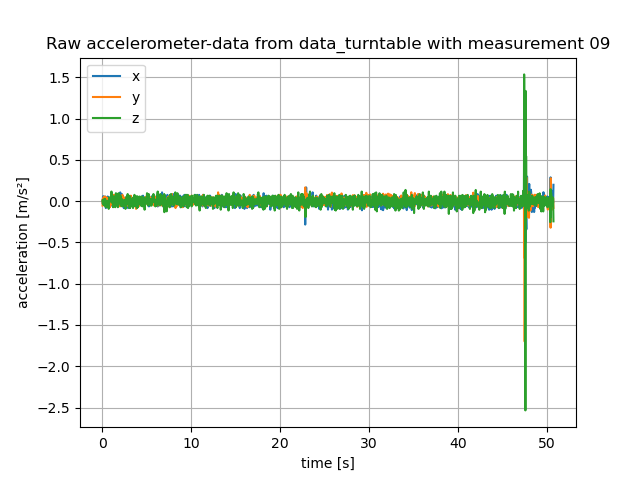 Raw accelerometer-data from data_turntable with measurement 09
x
y
z
1.5
1.0
0.5
0.0
−0.5
−1.0
−1.5
−2.0
−2.5
acceleration [m/s²]
0 10 20 30 40 50
time [s]